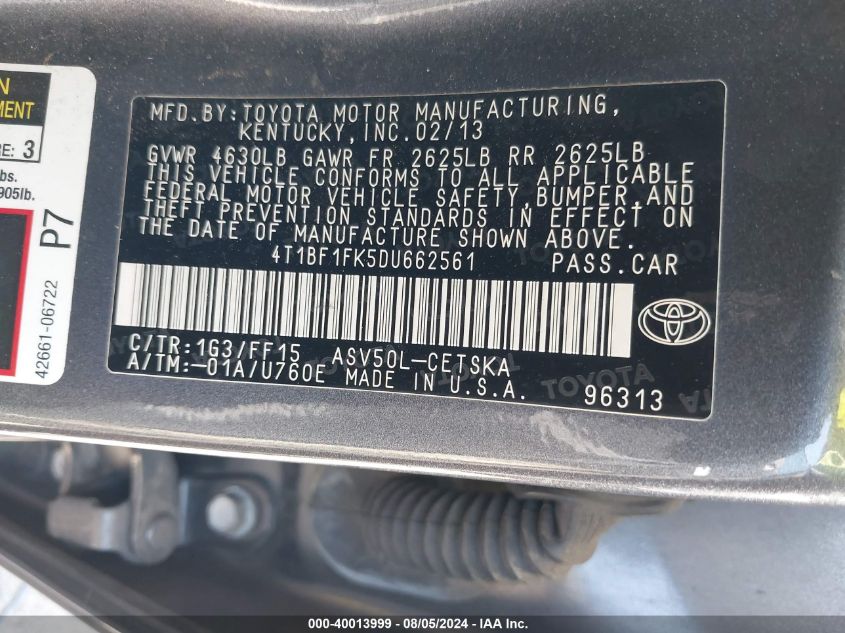 MFD.BY:TOYOTA MOTOR MANUFACTURING,
KENTUCKY,INC.02/13
GVWR 4630LB GAWR FR 2625LB RR 2625LB
THIS VEHICLE CONFORMS TO ALL APPLICABLE
FEDERAL MOTOR VEHICLE SAFETY,BUMPER,AND
THEFT PREVENTION STANDARDS IN EFFECT ON
THE DATE OF MANUFACTURE SHOWN ABOVE.
4T1BF1FK5DU662561 PASS.CAR
C/TR:1G3/FF15 ASV50L-CETSKA
A/TM:-01A/U760E MADE IN U.S.A.
96313
3
905lb.
P7
42661-06722
000-40013999 - 08/05/2024 - IAA Inc.